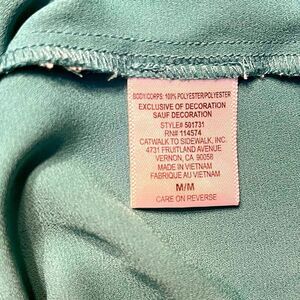 BODY/CORPS: 100% POLYESTER/POLYESTER
EXCLUSIVE OF DECORATION
SAUF DECORATION
STYLE# 501731
RN# 114574
CATWALK TO SIDEWALK, INC.
4731 FRUITLAND AVENUE
VERNON, CA 90058
MADE IN VIETNAM
FABRIQUÉ AU VIETNAM
M/M
CARE ON REVERSE